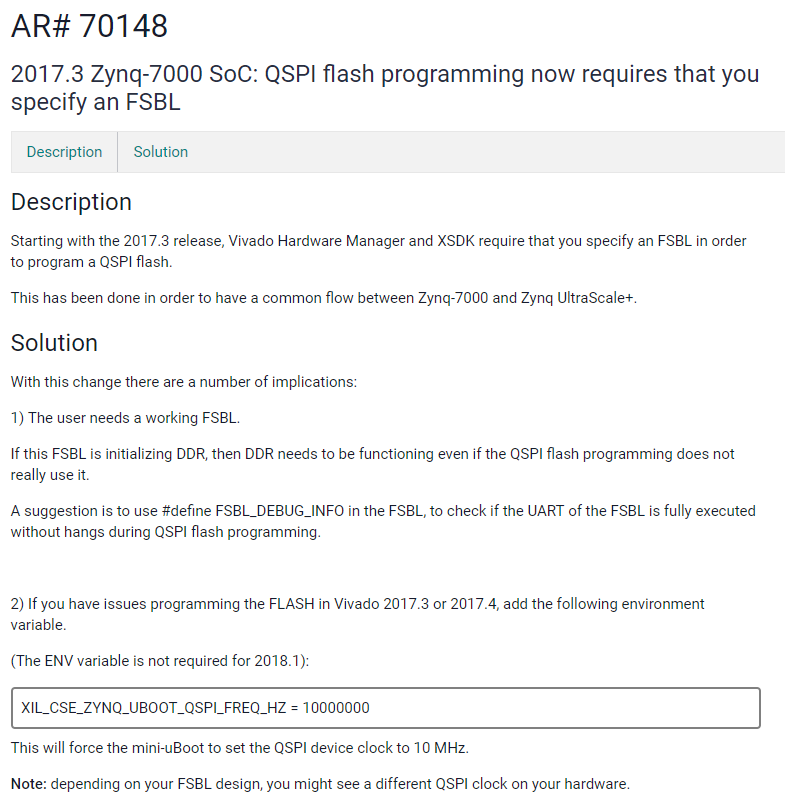 AR# 70148
2017.3 Zynq-7000 SoC: QSPI flash programming now requires that you
specify an FSBL
Description
Solution
Description
Starting with the 2017.3 release, Vivado Hardware Manager and XSDK require that you specify an FSBL in order
to program a QSPI flash.
This has been done in order to have a common flow between Zynq-7000 and Zynq UltraScale+.
Solution
With this change there are a number of implications:
1) The user needs a working FSBL.
If this FSBL is initializing DDR, then DDR needs to be functioning even if the QSPI flash programming does not
really use it.
A suggestion is to use #define FSBL_DEBUG_INFO in the FSBL, to check if the UART of the FSBL is fully executed
without hangs during QSPI flash programming.
2) If you have issues programming the FLASH in Vivado 2017.3 or 2017.4, add the following environment
variable.
(The ENV variable is not required for 2018.1):
XIL_CSE_ZYNQ_UBOOT_QSPI_FREQ_HZ = 10000000
This will force the mini-uBoot to set the QSPI device clock to 10 MHz.
Note: depending on your FSBL design, you might see a different QSPI clock on your hardware.